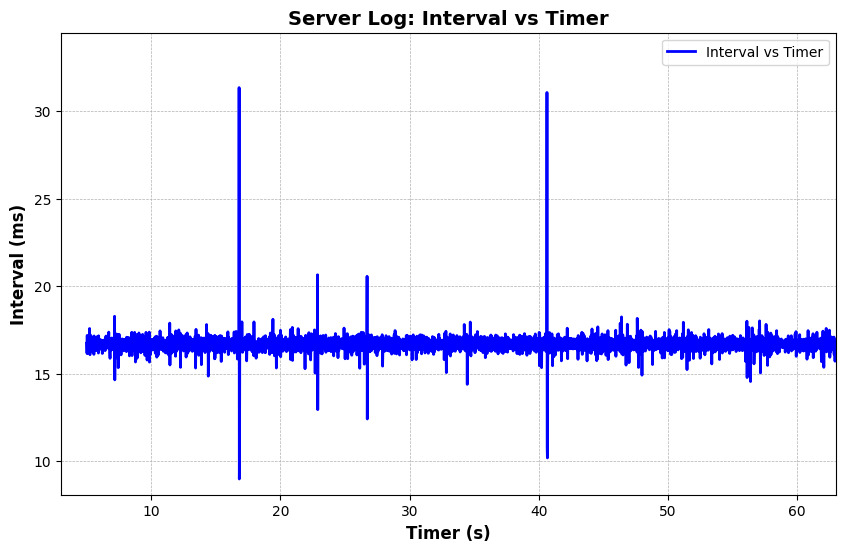 Server Log: Interval vs Timer
Interval vs Timer
Interval (ms)
30
25
20
15
10
10 20 30 40 50 60
Timer (s)